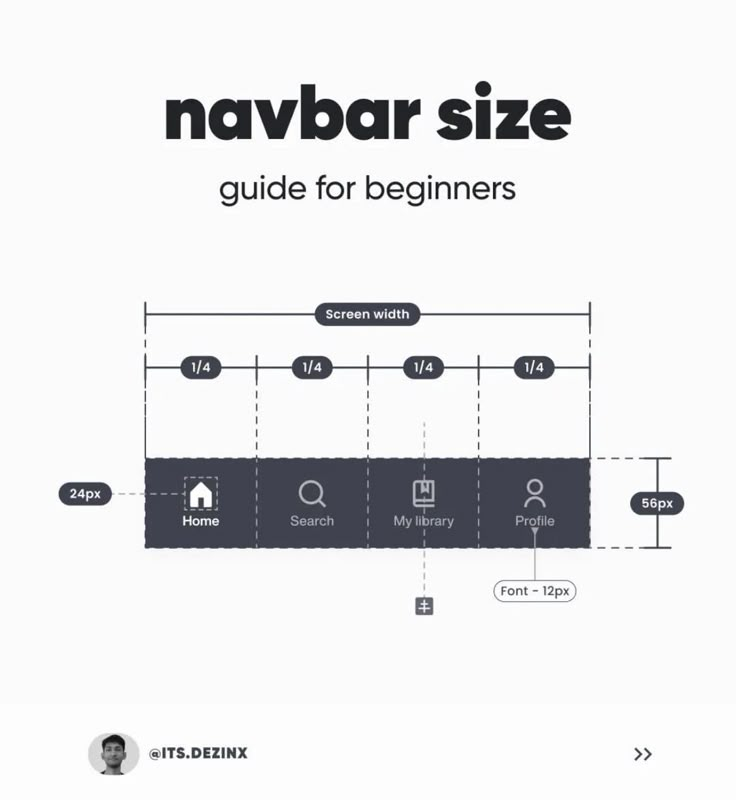 navbar size
guide for beginners
Screen width
1/4 1/4 1/4 1/4
24px
56px
Home Search My library Profile
Font - 12px
@ITS.DEZINX